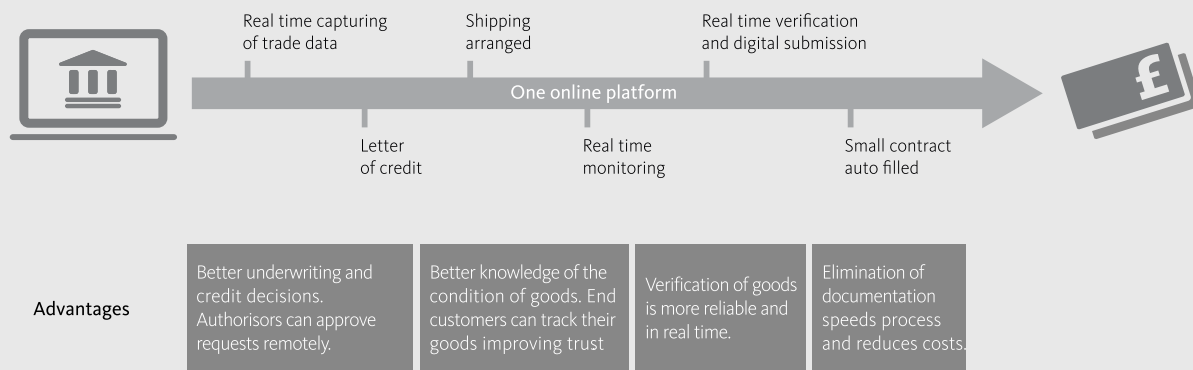 Real time capturing
of trade data
Shipping
arranged
Real time verification
and digital submission
£
One online platform
Letter
of credit
Real time
monitoring
Small contract
auto filled
Advantages
Better underwriting and
credit decisions.
Authorisors can approve
requests remotely.
Better knowledge of the
condition of goods. End
customers can track their
goods improving trust
Verification of goods
is more reliable and
in real time.
Elimination of
documentation
speeds process
and reduces costs.